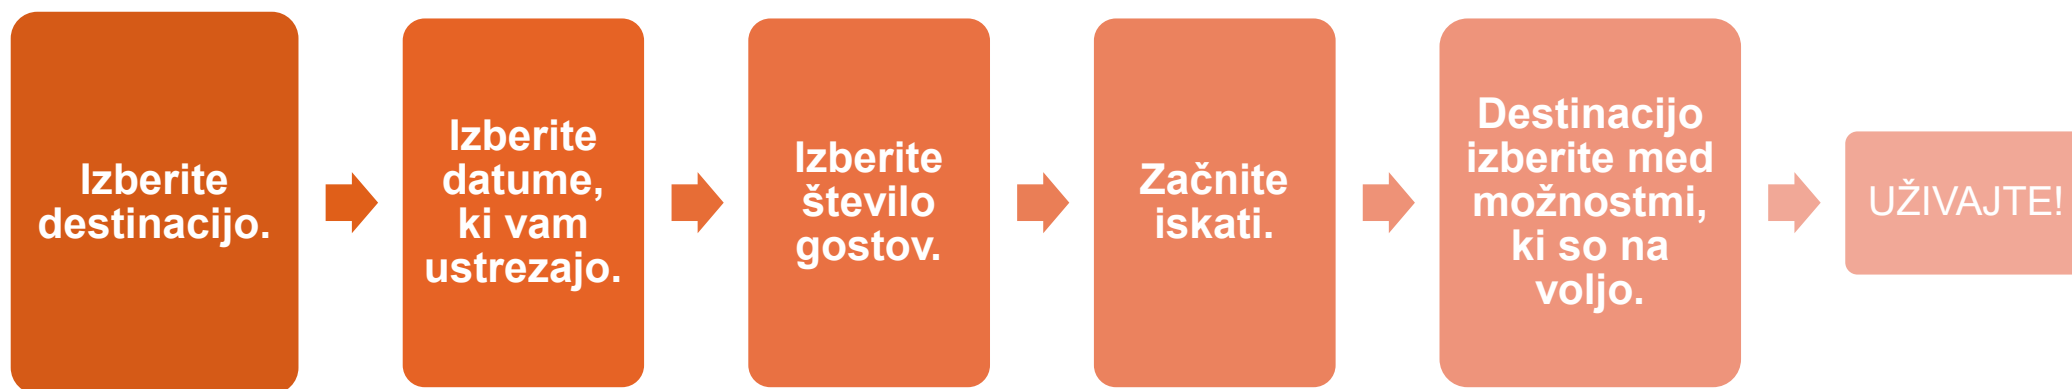 Izberite
destinacijo.
Izberite
datume,
ki vam
ustrezajo.
Izberite
število
gostov.
Začnite
iskati.
Destinacijo
izberite med
možnostmi,
ki so na
voljo.
UŽIVAJTE!